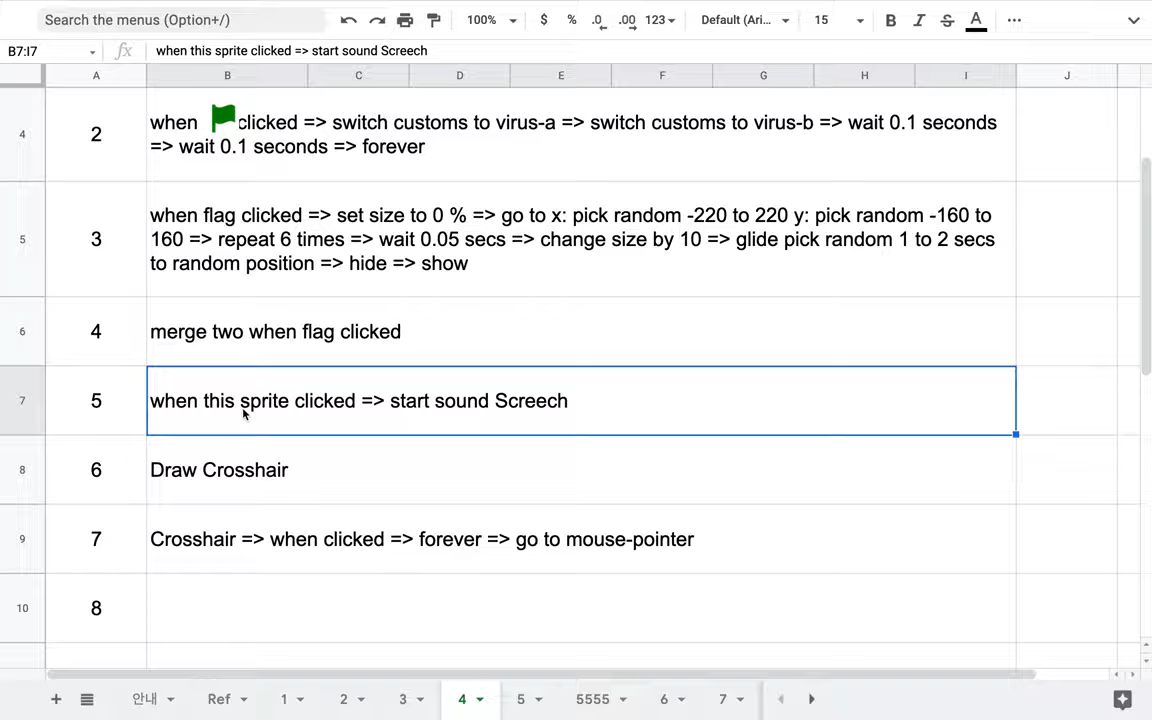 Search the menus (Option+/)
100%
$
%
.0
.00
123
Default (Ari...
15
B
I
S
A
B7:I7
fx
when this sprite clicked => start sound Screech
A
B
C
D
E
F
G
H
I
J
4
2
when clicked => switch customs to virus-a => switch customs to virus-b => wait 0.1 seconds
=> wait 0.1 seconds => forever
5
3
when flag clicked => set size to 0 % => go to x: pick random -220 to 220 y: pick random -160 to
160 => repeat 6 times => wait 0.05 secs => change size by 10 => glide pick random 1 to 2 secs
to random position => hide => show
6
4
merge two when flag clicked
7
5
when this sprite clicked => start sound Screech
8
6
Draw Crosshair
9
7
Crosshair => when clicked => forever => go to mouse-pointer
10
8
안내
Ref
1
2
3
4
5
5555
6
7